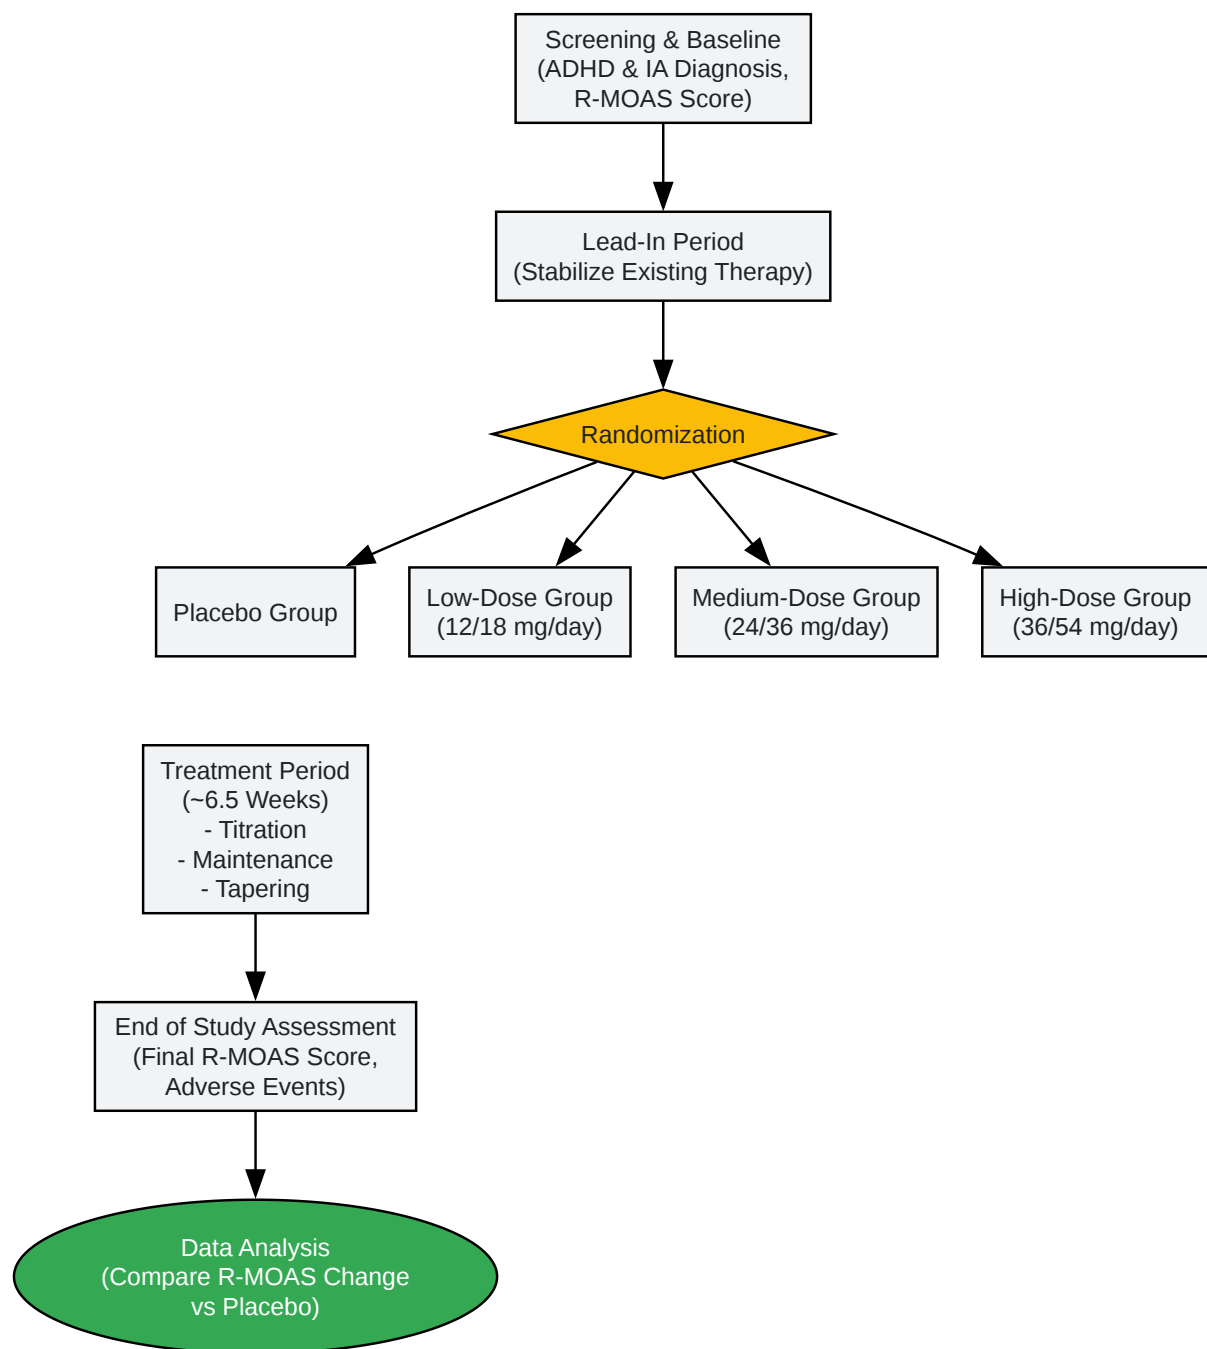 Screening & Baseline
(ADHD & IA Diagnosis,
R-MOAS Score)
Lead-In Period
(Stabilize Existing Therapy)
Randomization
Placebo Group
Low-Dose Group
(12/18 mg/day)
Medium-Dose Group
(24/36 mg/day)
High-Dose Group
(36/54 mg/day)
Treatment Period
(~6.5 Weeks)
- Titration
- Maintenance
- Tapering
End of Study Assessment
(Final R-MOAS Score,
Adverse Events)
Data Analysis
(Compare R-MOAS Change
vs Placebo)